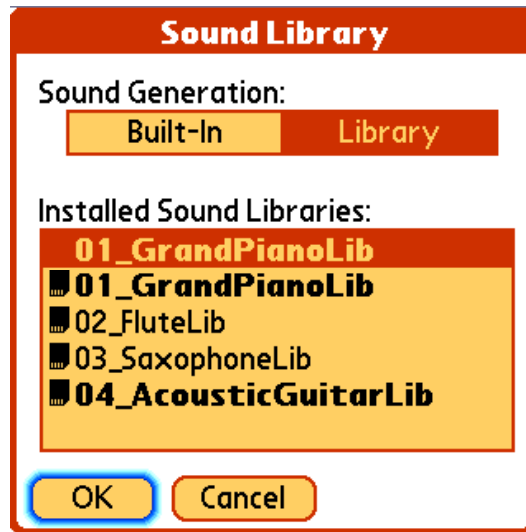 Sound Library
Sound Generation:
Built-In Library
Installed Sound Libraries:
01_GrandPianoLib
01_GrandPianoLib
02_FluteLib
03_SaxophoneLib
04_AcousticGuitarLib
OK Cancel